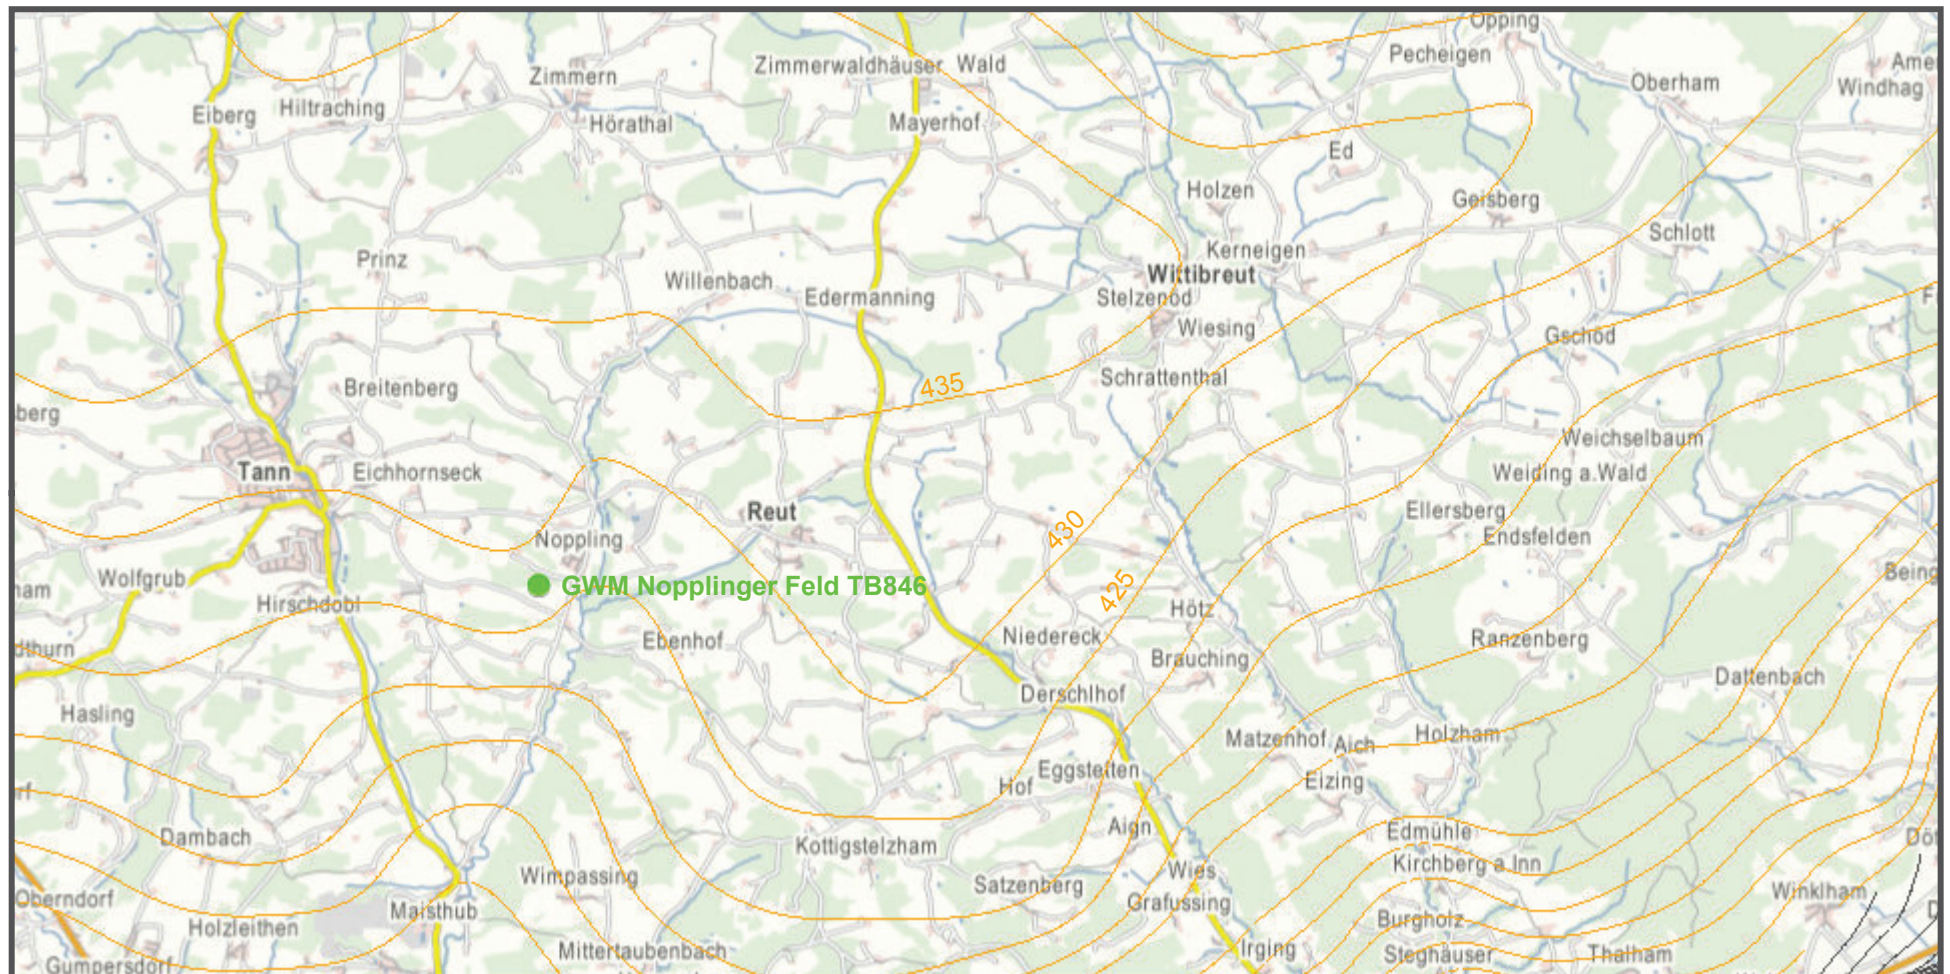 Opping
Pecheigen
Zimmerwaldhäuser Wald
Zimmern
Ame
Oberham
Windhag
Eiberg
Hiltraching
Hörathal
Mayerhof
Ed
Holzen
Geisberg
Schlott
Kerneigen
Prinz
Wittibreut
Willenbach
Edermanning
Stelzenöd
F
Wiesing
Gschöd
Schrattenthal
435
Breitenberg
berg
Weichselbaum
Tann
Eichhornseck
Weiding a.Wald
Reut
Ellersberg
430
Endsfelden
Noppling
Being
Wolfgrub
GWM Nopplinger Feld TB846
425
ham
Hirschdobl
Hötz
Niedereck
Ebenhof
Ranzenberg
dthurn
Brauching
Dattenbach
Derschlhof
Hasling
Matzenhof
Aich
Holzham
Eggstetten
Hof
Eizing
rf
Aign
Edmühle
Dambach
Döt
Kottigstelzham
Kirchberg a.Inn
Wies
Wimpassing
Satzenberg
Winklham
Oberndorf
Grafussing
Maisthub
Burgholz
D
Holzleithen
Mittertaubenbach
Irging
Steghäuser
Thalham
Gumpersdorf